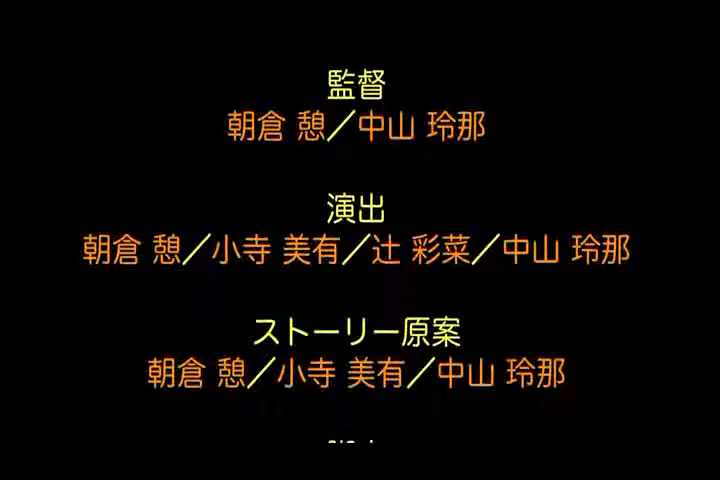 監督
朝倉 憩／中山 玲那
演出
朝倉 憩／小寺 美有／辻 彩菜／中山 玲那
ストーリー原案
朝倉 憩／小寺 美有／中山 玲那